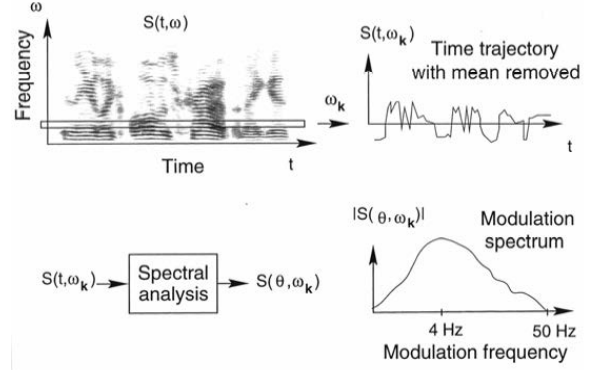 ω
S(t,ω)
Frequency
Time
t
ωk
S(t,ωk)
Time trajectory
with mean removed
t
S(t,ωk)
Spectral
analysis
S(θ,ωk)
|S(θ,ωk)|
Modulation
spectrum
4 Hz
50 Hz
Modulation frequency